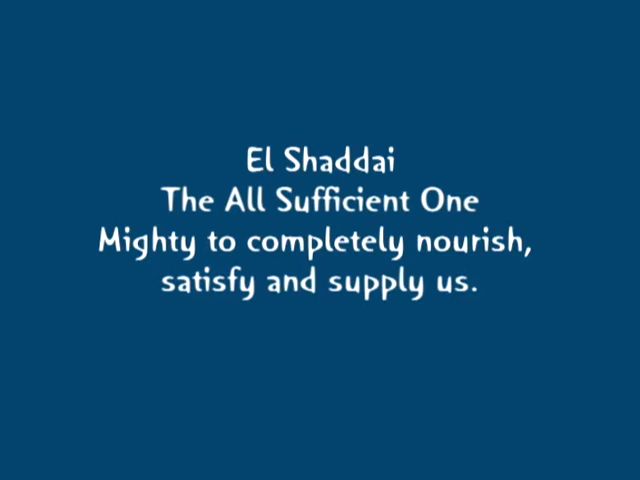 El Shaddai
The All Sufficient One
Mighty to completely nourish,
satisfy and supply us.